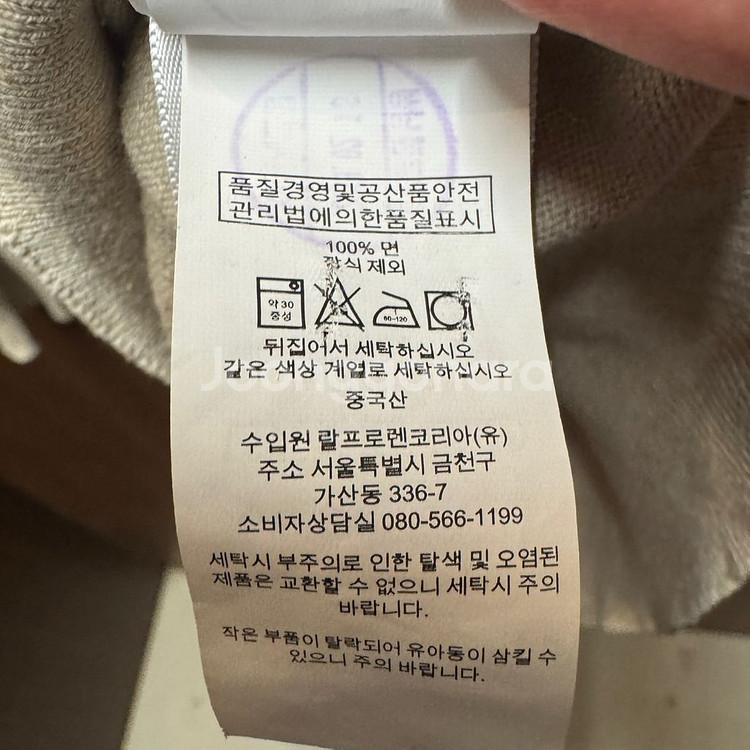 품질경영및공산품안전
관리법에의한품질표시
100% 면
장식 제외
약 30
중성
60~120
뒤집어서 세탁하십시오
같은 색상 계열로 세탁하십시오
중국산
수입원 랄프로렌코리아(유)
주소 서울특별시 금천구
가산동 336-7
소비자상담실 080-566-1199
세탁시 부주의로 인한 탈색 및 오염된
제품은 교환할 수 없으니 세탁시 주의
바랍니다.
작은 부품이 탈락되어 유아동이 삼킬 수
있으니 주의 바랍니다.
Joonggonara